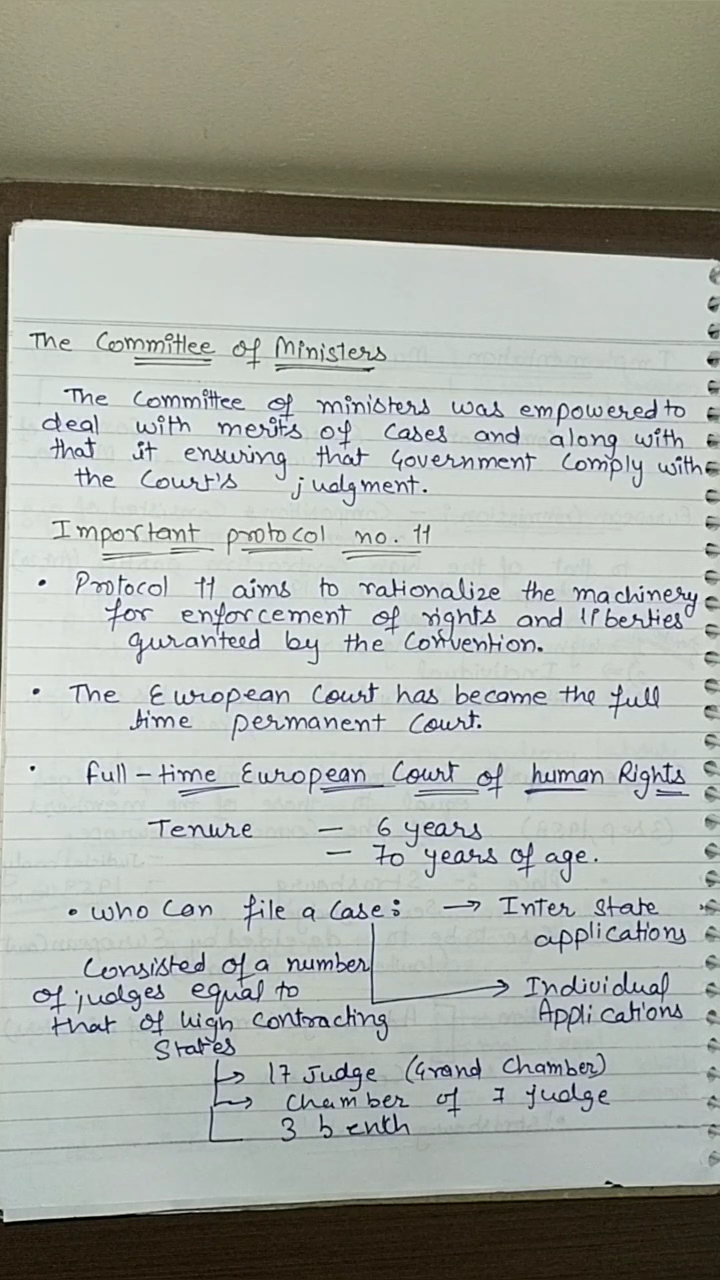 The Committee of Ministers
The Committee of ministers was empowered to
deal with merits of cases and along with
that it ensuring that Government Comply with
the Court's judgment.
Important protocol no. 11
• Protocol 11 aims to rationalize the machinery
for enforcement of rights and liberties
guranteed by the Convention.
• The European Court has became the full
time permanent Court.
• Full-time European Court of human Rights
Tenure - 6 years
- 70 years of age.
• Who can file a Case: → Inter state
applications
Consisted of a number
of judges equal to → Individual
that of high contracting Applications
States
→ 17 Judge (Grand Chamber)
→ Chamber of 7 judge
3 benth